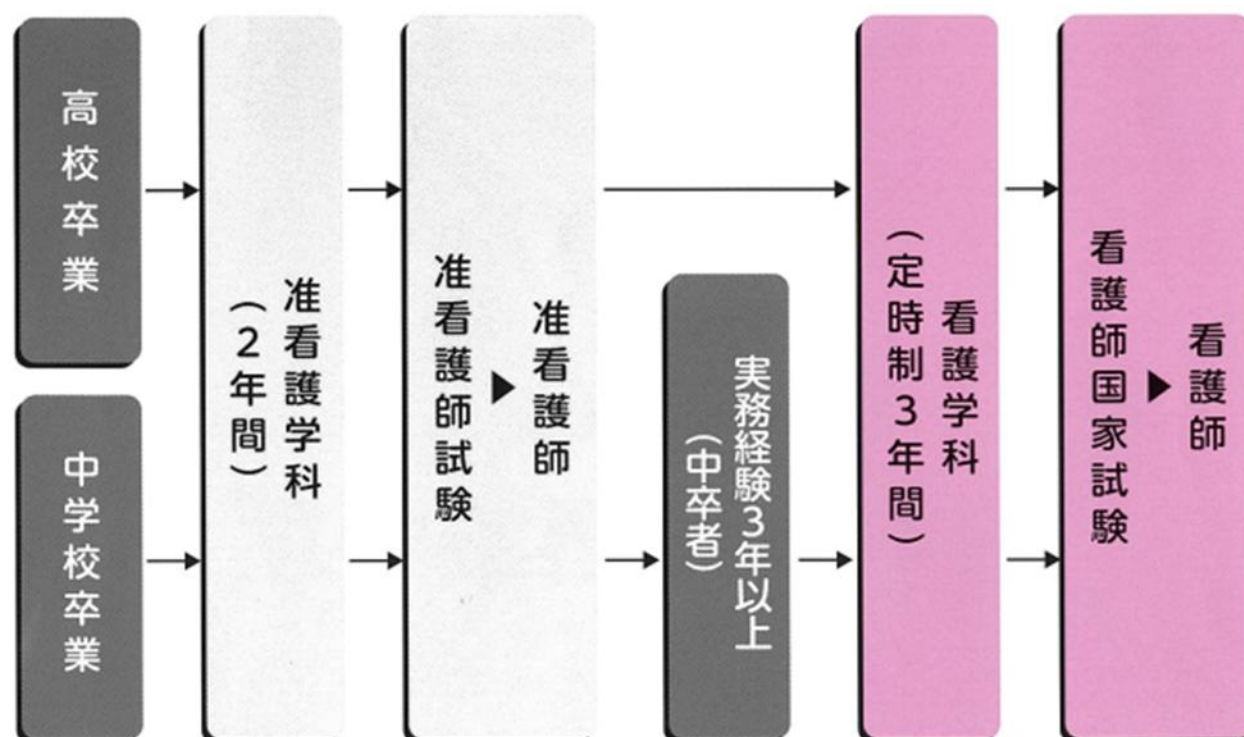 高校卒業
中学校卒業
准看護学科
（2年間）
准看護師試験
▶
准看護師
実務経験3年以上
（中卒者）
看護学科
（定時制3年間）
看護師国家試験
▶
看護師